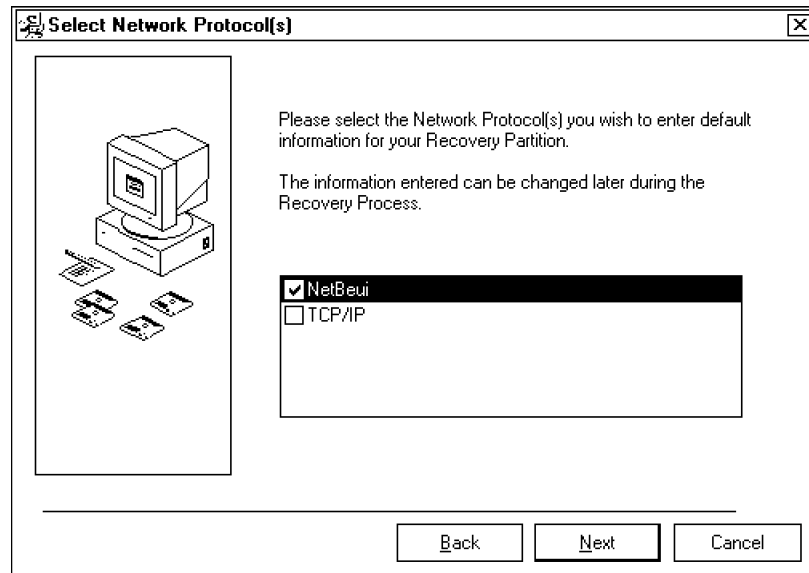 Select Network Protocol(s)
Please select the Network Protocol(s) you wish to enter default
information for your Recovery Partition.
The information entered can be changed later during the
Recovery Process.
NetBeui
TCP/IP
Back
Next
Cancel